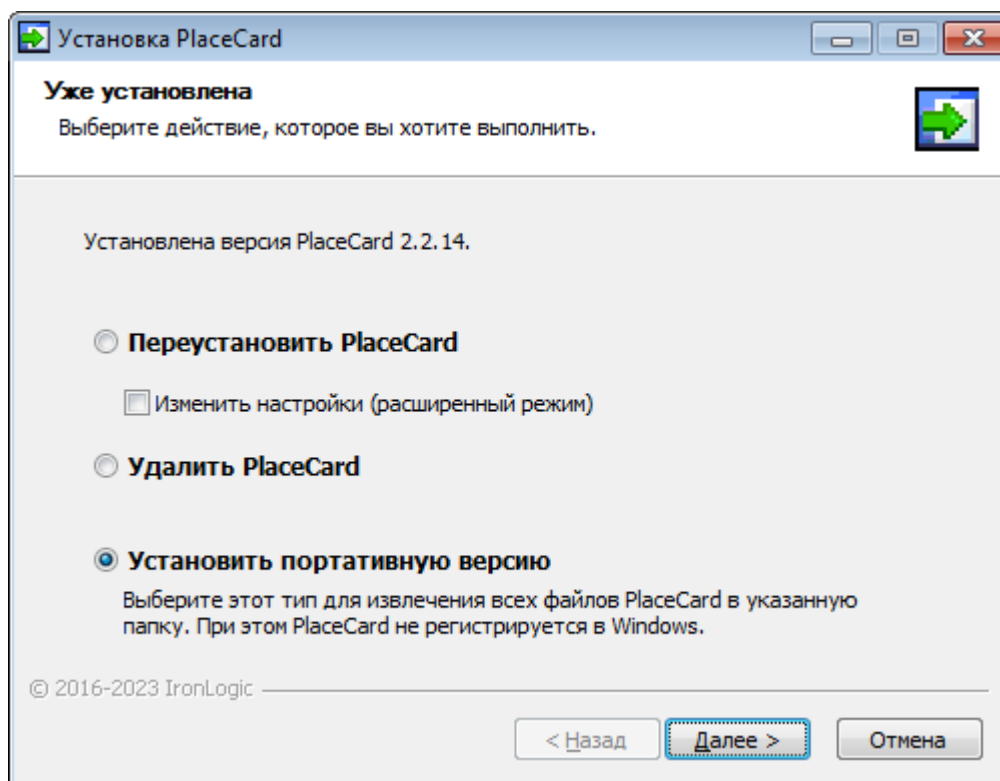 Установка PlaceCard
Уже установлена
Выберите действие, которое вы хотите выполнить.
Установлена версия PlaceCard 2.2.14.
Переустановить PlaceCard
Изменить настройки (расширенный режим)
Удалить PlaceCard
Установить портативную версию
Выберите этот тип для извлечения всех файлов PlaceCard в указанную
папку. При этом PlaceCard не регистрируется в Windows.
© 2016-2023 IronLogic
< Назад
Далее >
Отмена